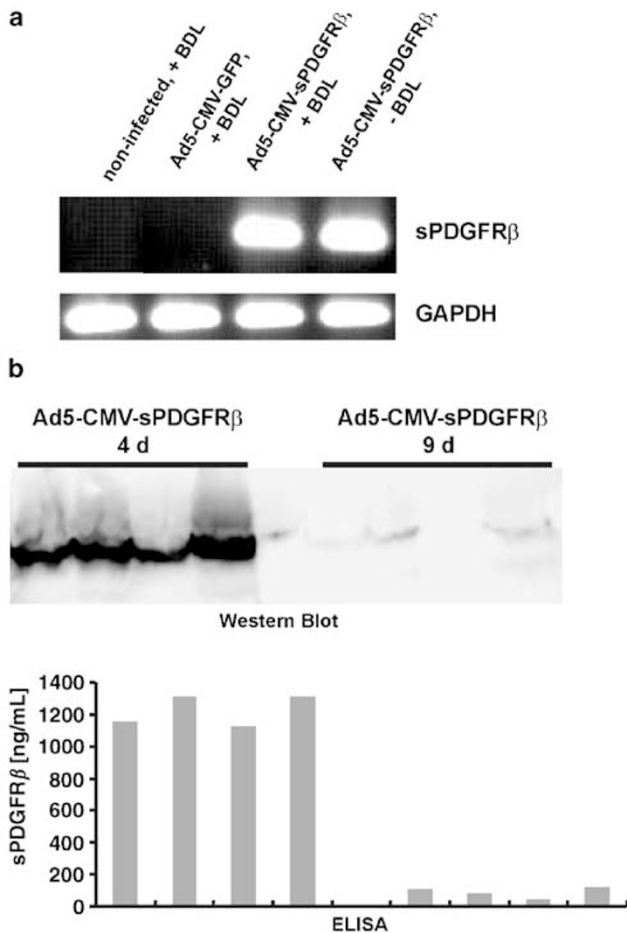 a
non-infected, + BDL
Ad5-CMV-GFP,
+ BDL
Ad5-CMV-sPDGFRβ,
+ BDL
Ad5-CMV-sPDGFRβ,
- BDL
sPDGFRβ
GAPDH
b
Ad5-CMV-sPDGFRβ
4 d
Ad5-CMV-sPDGFRβ
9 d
Western Blot
sPDGFRβ [ng/mL]
1400
1200
1000
800
600
400
200
0
ELISA